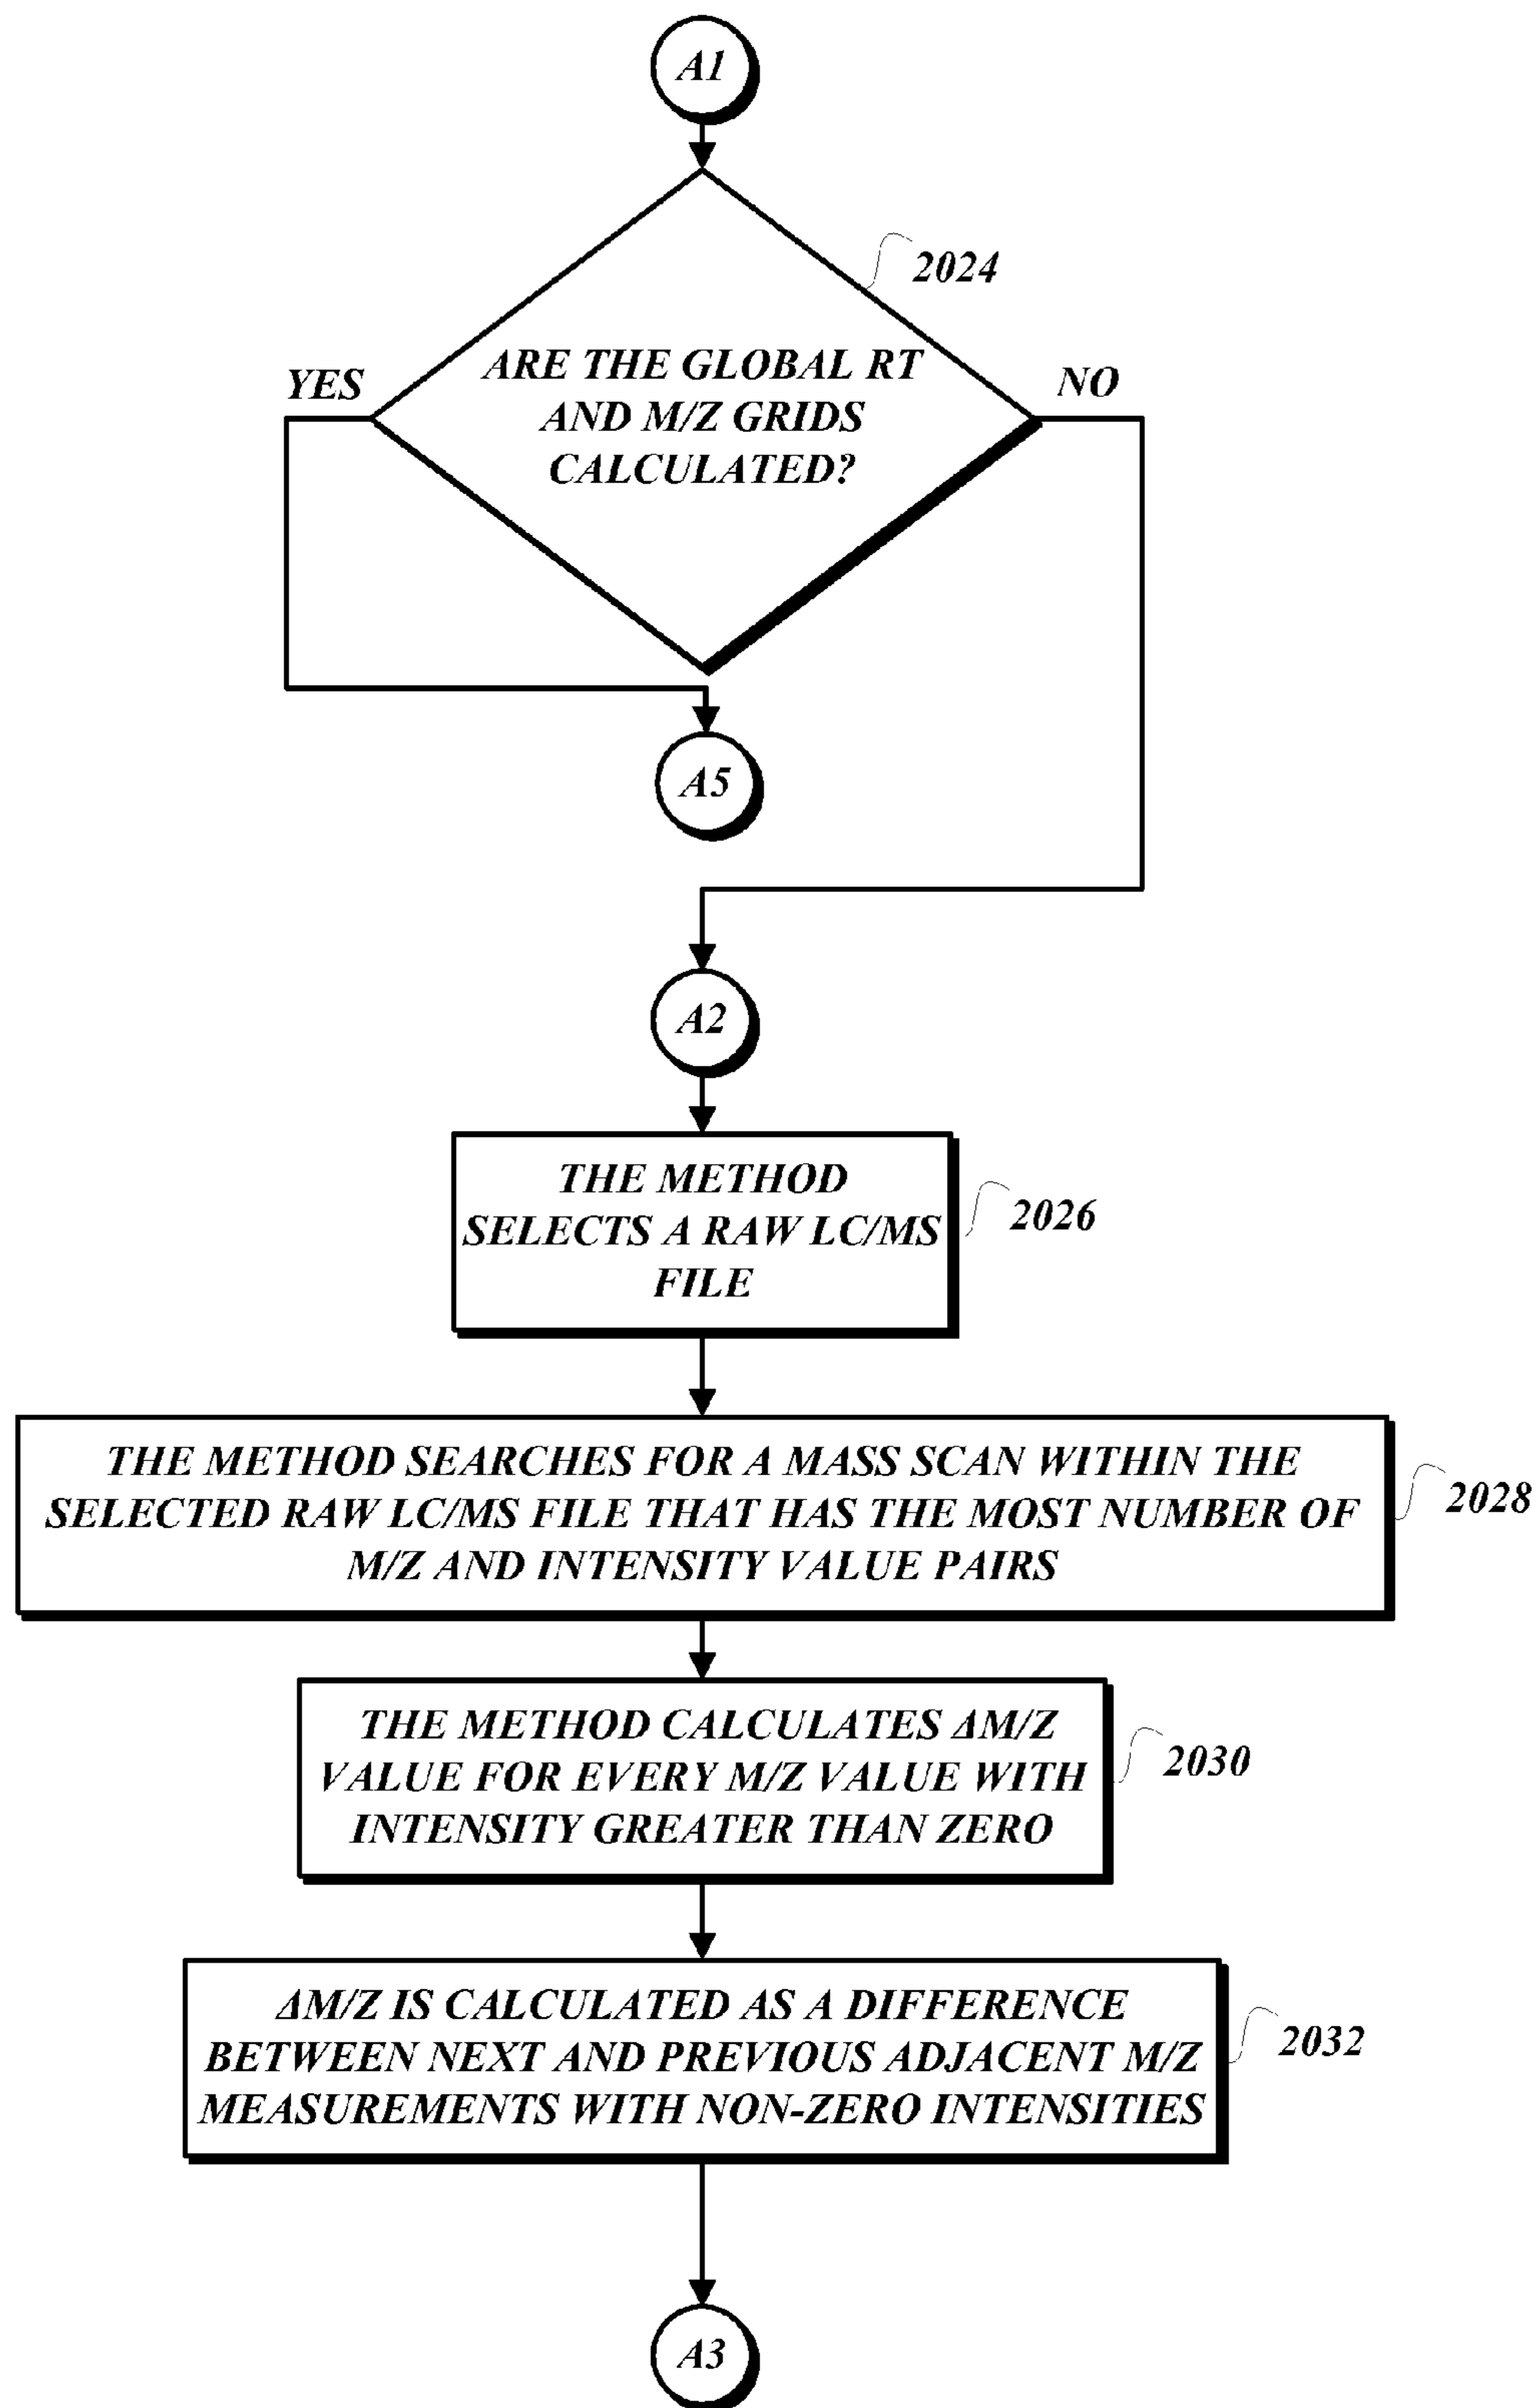 A1
2024
ARE THE GLOBAL RT
AND M/Z GRIDS
CALCULATED?
YES
NO
A5
A2
THE METHOD
SELECTS A RAW LC/MS
FILE
2026
THE METHOD SEARCHES FOR A MASS SCAN WITHIN THE
SELECTED RAW LC/MS FILE THAT HAS THE MOST NUMBER OF
M/Z AND INTENSITY VALUE PAIRS
2028
THE METHOD CALCULATES ΔM/Z
VALUE FOR EVERY M/Z VALUE WITH
INTENSITY GREATER THAN ZERO
2030
ΔM/Z IS CALCULATED AS A DIFFERENCE
BETWEEN NEXT AND PREVIOUS ADJACENT M/Z
MEASUREMENTS WITH NON-ZERO INTENSITIES
2032
A3